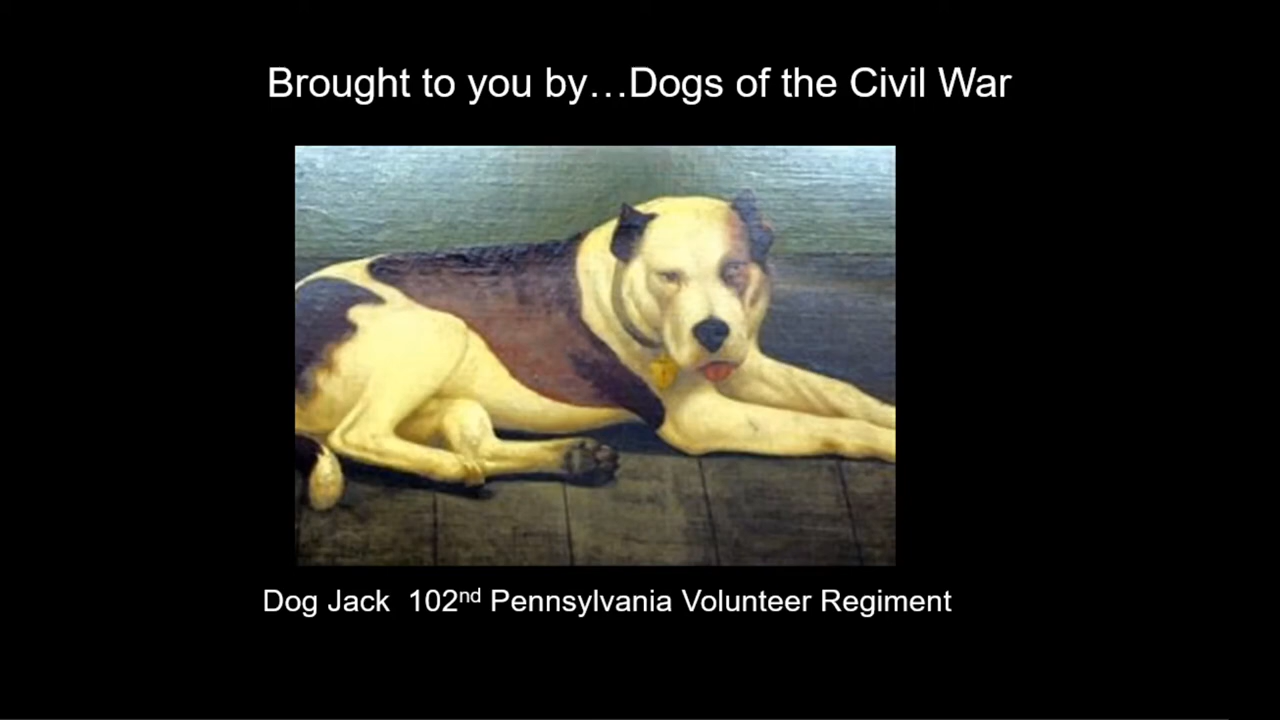 Brought to you by…Dogs of the Civil War
Dog Jack 102nd Pennsylvania Volunteer Regiment